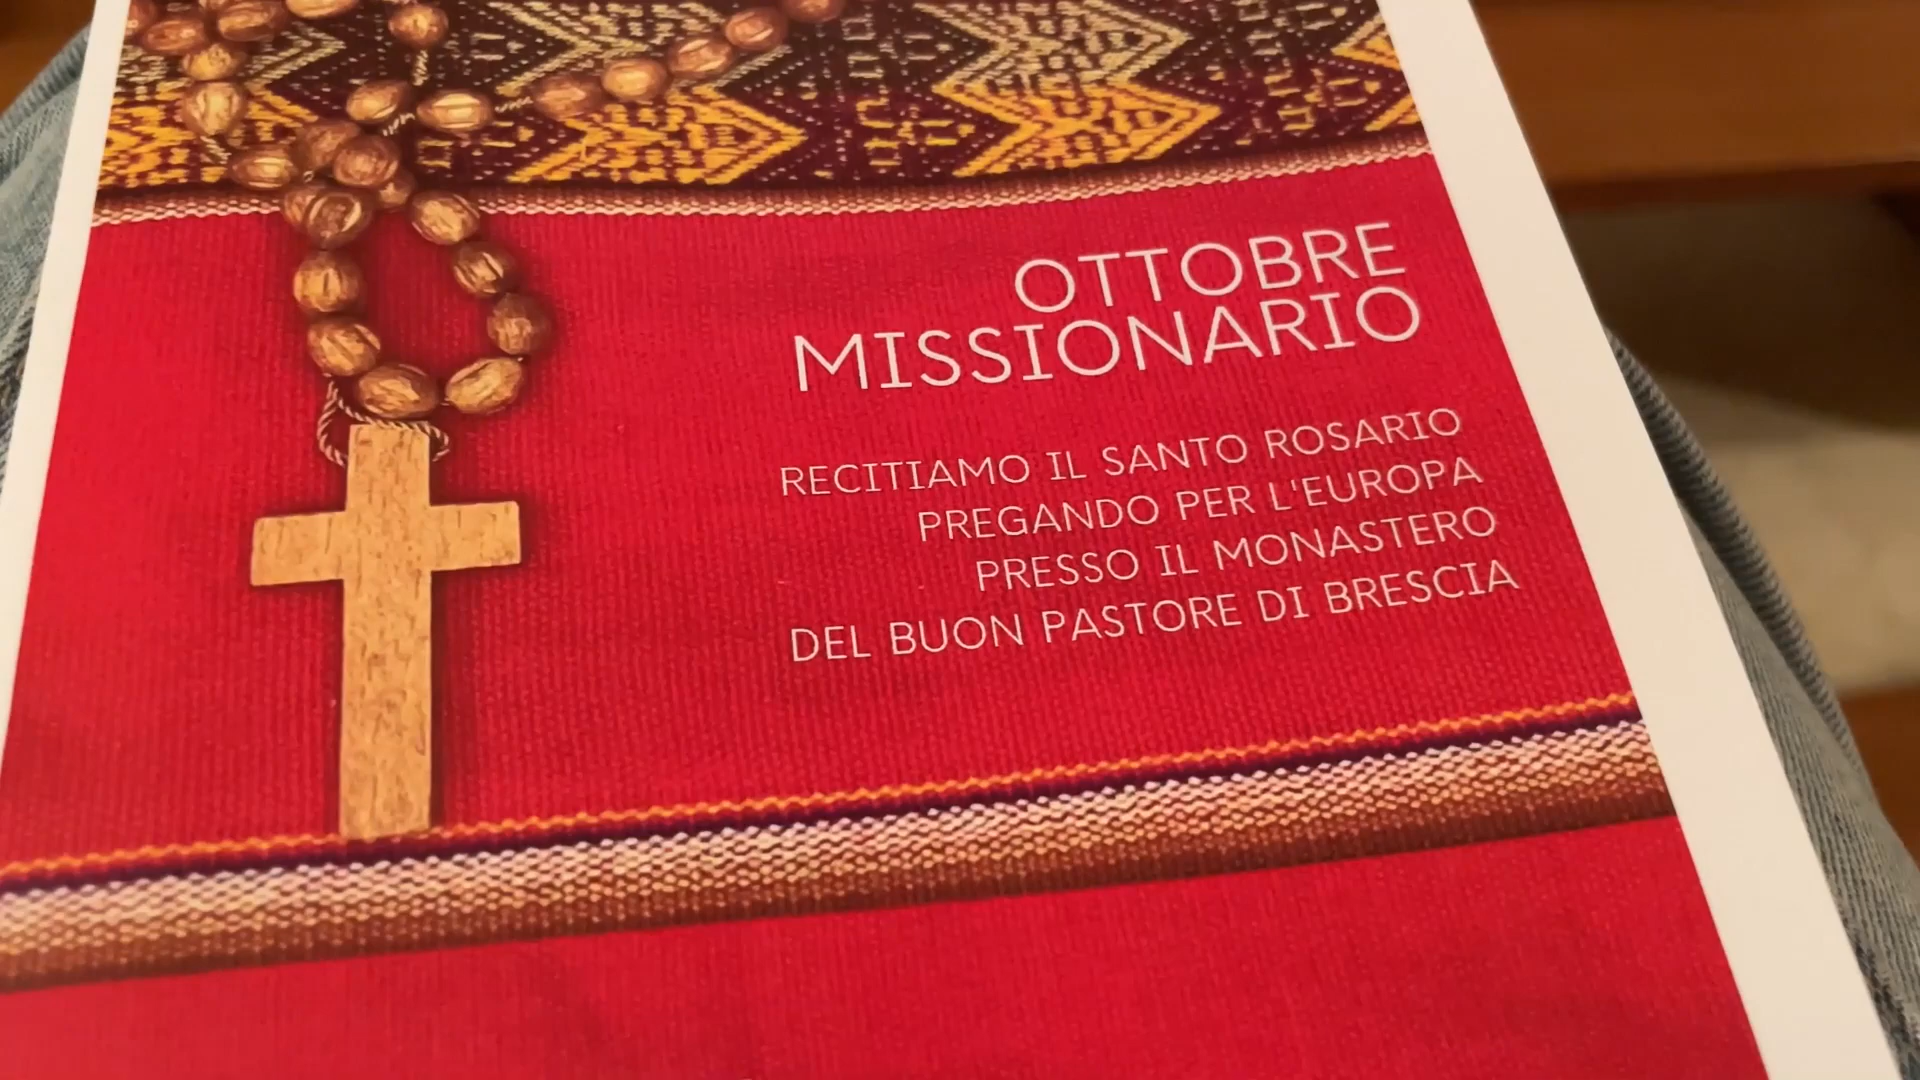 OTTOBRE
MISSIONARIO
RECITIAMO IL SANTO ROSARIO
PREGANDO PER L'EUROPA
PRESSO IL MONASTERO
DEL BUON PASTORE DI BRESCIA